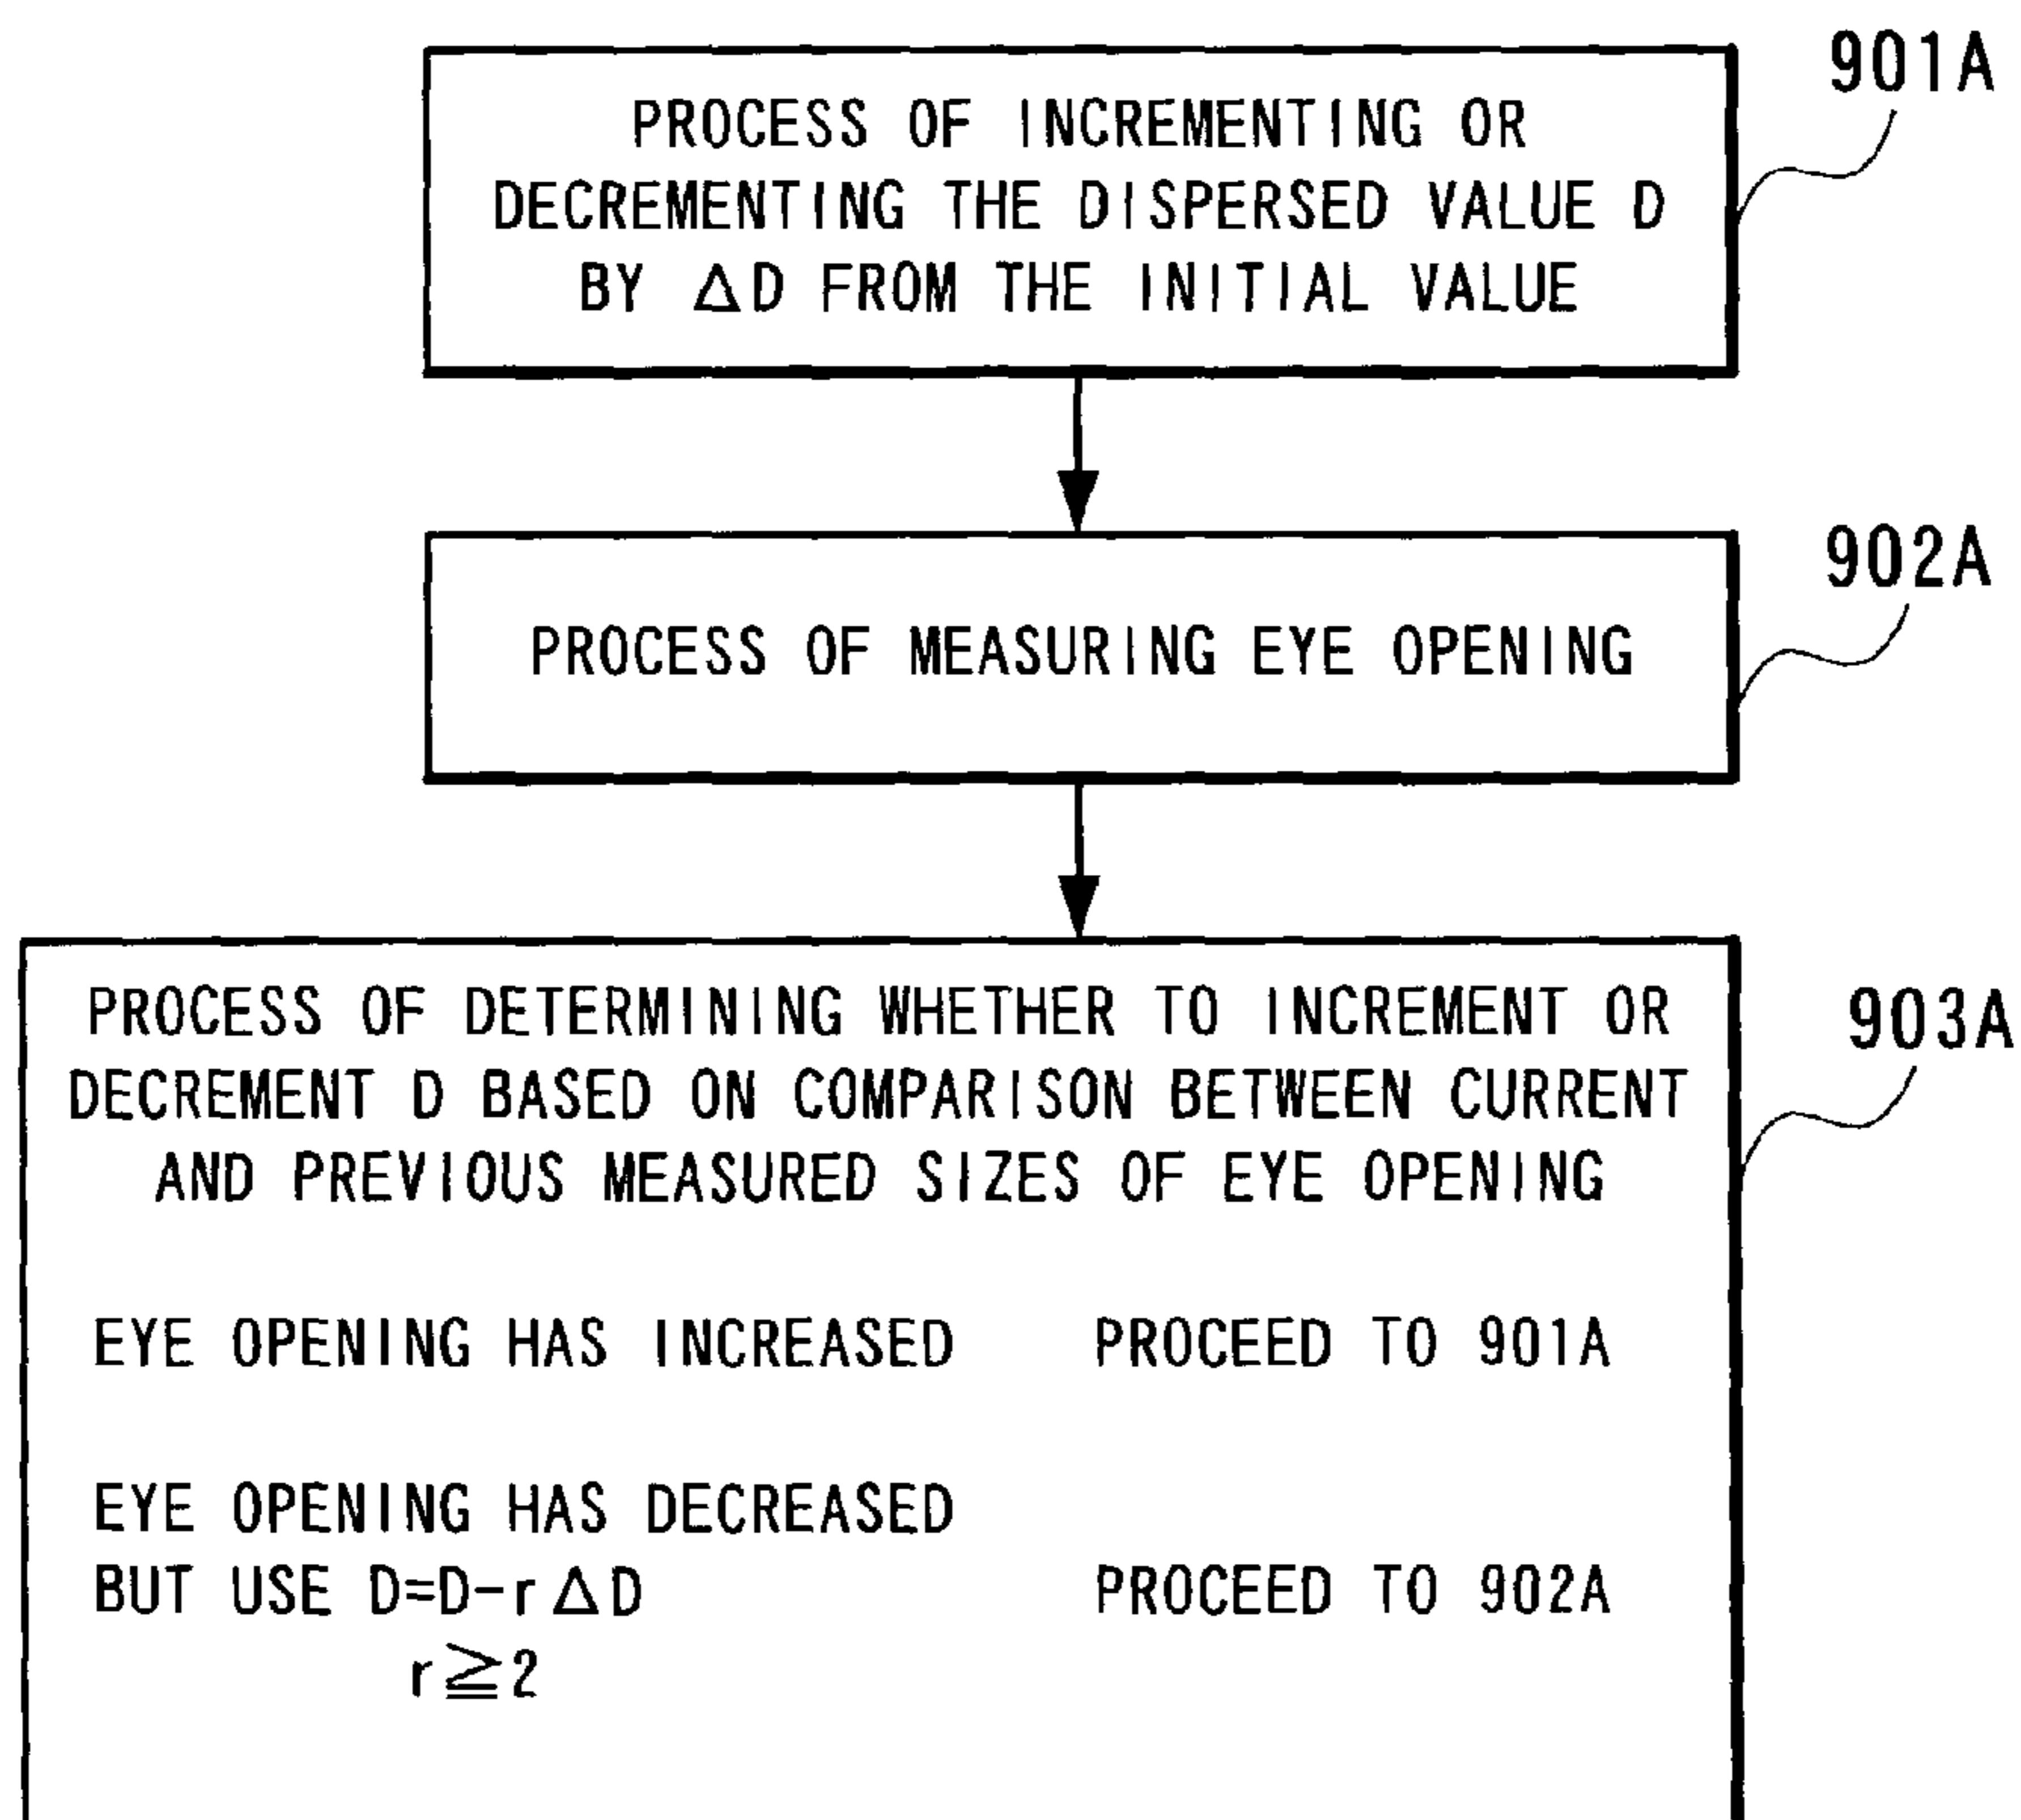 901A
PROCESS OF INCREMENTING OR
DECREMENTING THE DISPERSED VALUE D
BY ΔD FROM THE INITIAL VALUE
902A
PROCESS OF MEASURING EYE OPENING
903A
PROCESS OF DETERMINING WHETHER TO INCREMENT OR
DECREMENT D BASED ON COMPARISON BETWEEN CURRENT
AND PREVIOUS MEASURED SIZES OF EYE OPENING
EYE OPENING HAS INCREASED PROCEED TO 901A
EYE OPENING HAS DECREASED
BUT USE D=D-rΔD PROCEED TO 902A
r≧2